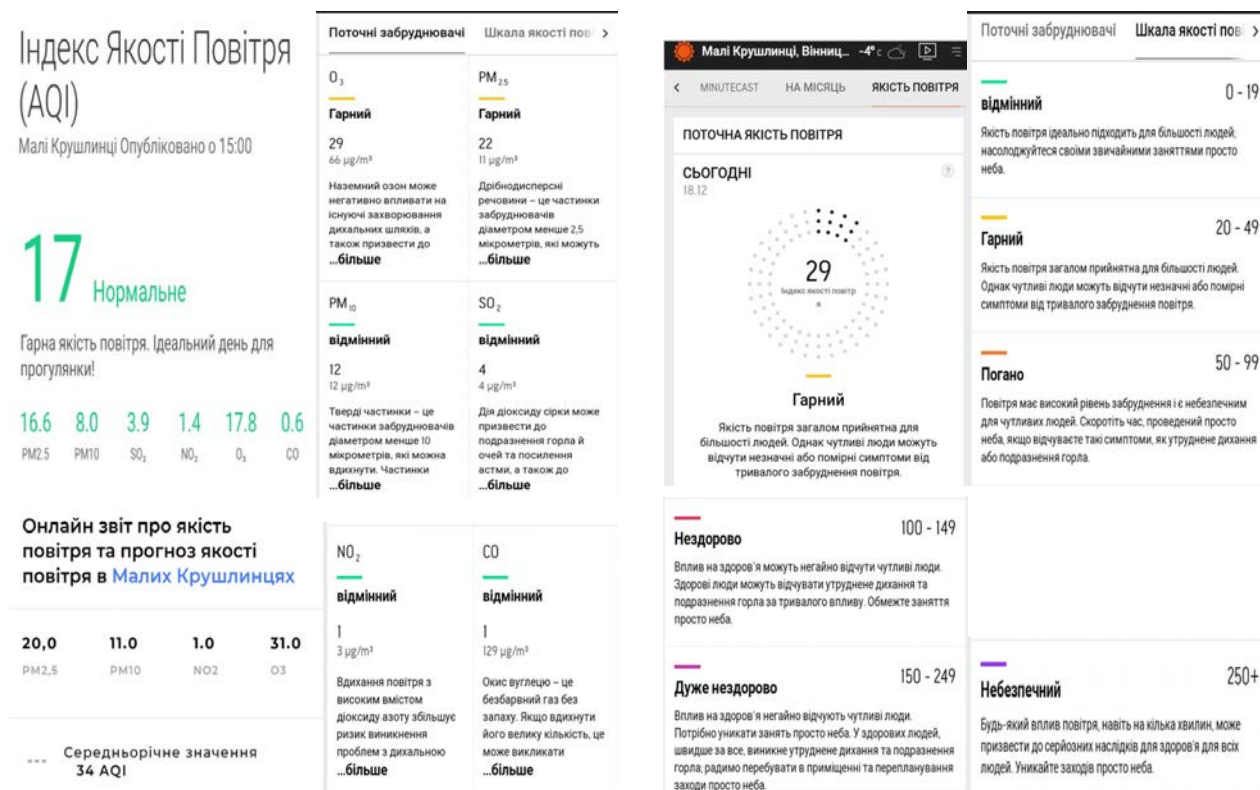 Індекс Якості Повітря
(AQI)
Малі Крушлинці Опубліковано о 15:00
17 Нормальне
Гарна якість повітря. Ідеальний день для
прогулянки!
16.6 8.0 3.9 1.4 17.8 0.6
PM2.5 PM10 SO₂ NO₂ O₃ CO
Онлайн звіт про якість
повітря та прогноз якості
повітря в Малих Крушлинцях
20,0 11.0 1.0 31.0
PM2,5 PM10 NO2 O3
Середньорічне значення
34 AQI
Поточні забруднювачі Шкала якості пов
O₃
Гарний
29
66 µg/m³
Наземний озон може
негативно впливати на
існуючі захворювання
дихальних шляхів, а
також призвести до
...більше
PM₂.₅
Гарний
22
11 µg/m³
Дрібнодисперсні
речовини – це частинки
забруднювачів
діаметром менше 2,5
мікрометрів, які можуть
...більше
PM₁₀
відмінний
12
12 µg/m³
Тверді частинки – це
частинки забруднювачів
діаметром менше 10
мікрометрів, які можна
вдихнути. Частинки
...більше
SO₂
відмінний
4
4 µg/m³
Дія діоксиду сірки може
призвести до
подразнення горла й
очей та посилення
астми, а також до
...більше
NO₂
відмінний
1
3 µg/m³
Вдихання повітря з
високим вмістом
діоксиду азоту збільшує
ризик виникнення
проблем з дихальною
...більше
CO
відмінний
1
129 µg/m³
Окис вуглецю – це
безбарвний газ без
запаху. Якщо вдихнути
його велику кількість, це
може викликати
...більше
Малі Крушлинці, Вінниц... -4° C
MINUTECAST НА МІСЯЦЬ ЯКІСТЬ ПОВІТРЯ
ПОТОЧНА ЯКІСТЬ ПОВІТРЯ
СЬОГОДНІ
18.12
29
Індекс якості повітр
я
Гарний
Якість повітря загалом прийнятна для
більшості людей. Однак чутливі люди можуть
відчути незначні або помірні симптоми від
тривалого забруднення повітря.
Поточні забруднювачі Шкала якості пов
відмінний 0 - 19
Якість повітря ідеально підходить для більшості людей;
насолоджуйтеся своїми звичайними заняттями просто
неба.
Гарний 20 - 49
Якість повітря загалом прийнятна для більшості людей.
Однак чутливі люди можуть відчути незначні або помірні
симптоми від тривалого забруднення повітря.
Погано 50 - 99
Повітря має високий рівень забруднення і є небезпечним
для чутливих людей. Скоротіть час, проведений просто
неба, якщо відчуваєте такі симптоми, як утруднене дихання
або подразнення горла.
Нездорово 100 - 149
Вплив на здоров'я можуть негайно відчути чутливі люди.
Здорові люди можуть відчувати утруднене дихання та
подразнення горла за тривалого впливу. Обмежте заняття
просто неба.
Дуже нездорово 150 - 249
Вплив на здоров'я негайно відчують чутливі люди.
Потрібно уникати занять просто неба. У здорових людей,
швидше за все, виникне утруднене дихання та подразнення
горла; радимо перебувати в приміщенні та перепланування
заходи просто неба.
Небезпечний 250+
Будь-який вплив повітря, навіть на кілька хвилин, може
призвести до серйозних наслідків для здоров'я для всіх
людей. Уникайте заходів просто неба.